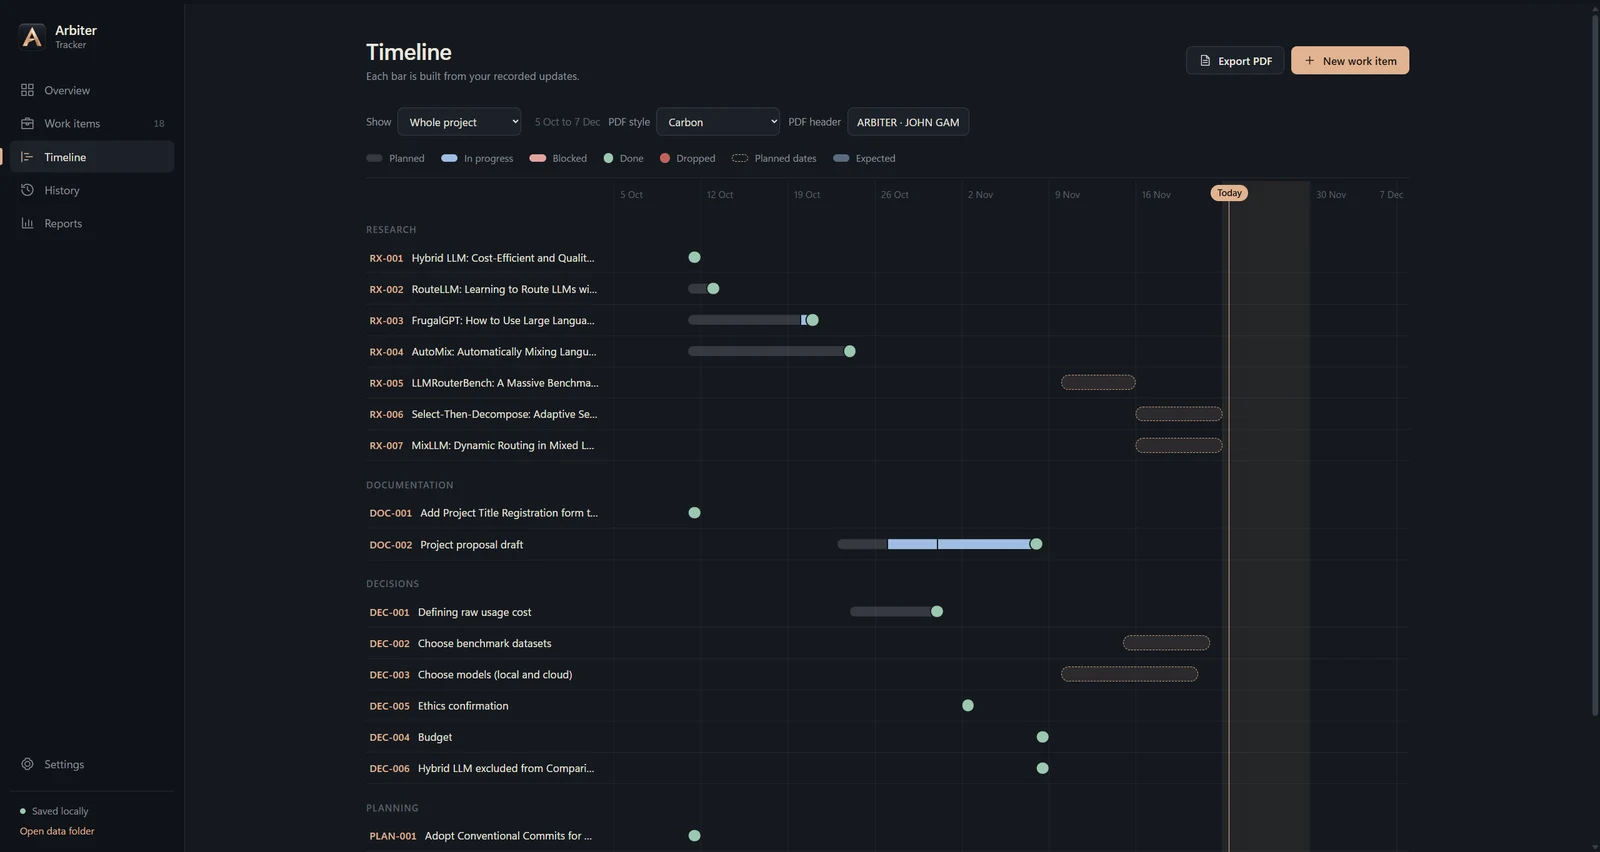 Arbiter
Tracker
Overview
Work items 18
Timeline
History
Reports
Settings
Saved locally
Open data folder
Timeline
Each bar is built from your recorded updates.
Export PDF
+ New work item
Show Whole project 5 Oct to 7 Dec PDF style Carbon PDF header ARBITER · JOHN GAM
Planned In progress Blocked Done Dropped Planned dates Expected
5 Oct 12 Oct 19 Oct 26 Oct 2 Nov 9 Nov 16 Nov Today 30 Nov 7 Dec
RESEARCH
RX-001 Hybrid LLM: Cost-Efficient and Qualit...
RX-002 RouteLLM: Learning to Route LLMs wi...
RX-003 FrugalGPT: How to Use Large Langua...
RX-004 AutoMix: Automatically Mixing Langu...
RX-005 LLMRouterBench: A Massive Benchma...
RX-006 Select-Then-Decompose: Adaptive Se...
RX-007 MixLLM: Dynamic Routing in Mixed L...
DOCUMENTATION
DOC-001 Add Project Title Registration form t...
DOC-002 Project proposal draft
DECISIONS
DEC-001 Defining raw usage cost
DEC-002 Choose benchmark datasets
DEC-003 Choose models (local and cloud)
DEC-005 Ethics confirmation
DEC-004 Budget
DEC-006 Hybrid LLM excluded from Compari...
PLANNING
PLAN-001 Adopt Conventional Commits for ...